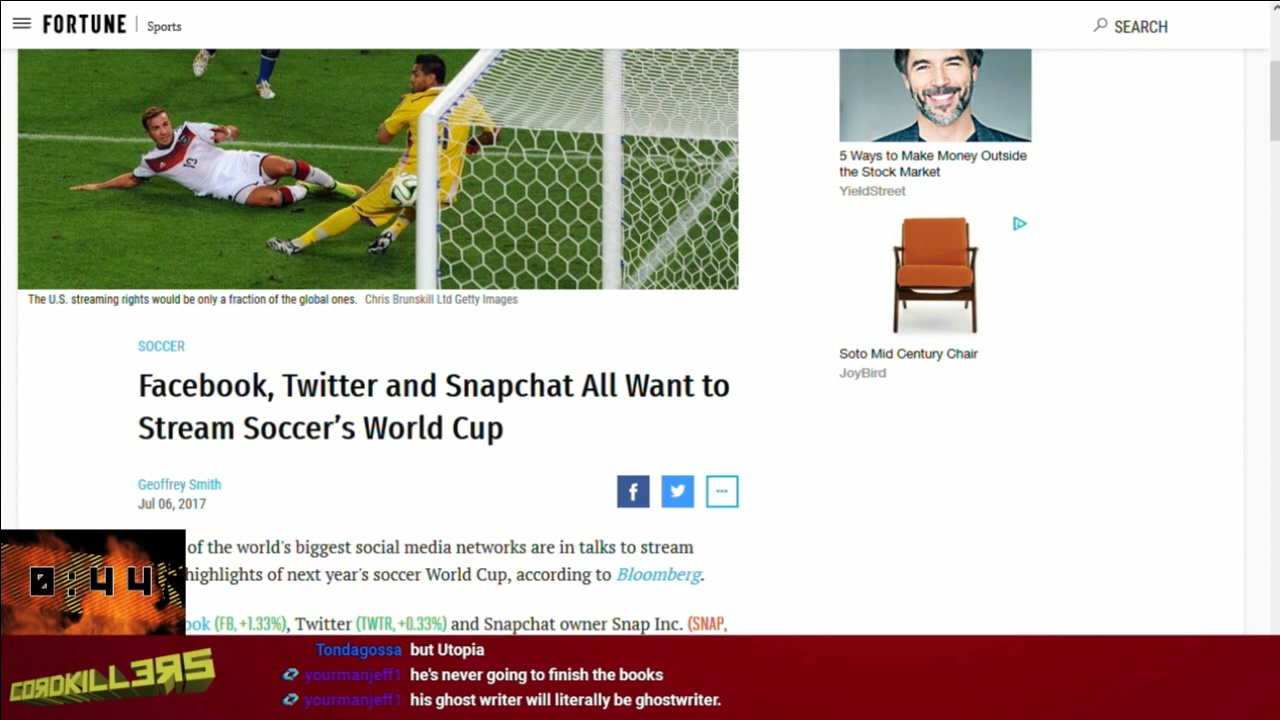 FORTUNE | Sports
SEARCH
The U.S. streaming rights would be only a fraction of the global ones. Chris Brunskill Ltd Getty Images
SOCCER
Facebook, Twitter and Snapchat All Want to
Stream Soccer’s World Cup
Geoffrey Smith
Jul 06, 2017
of the world's biggest social media networks are in talks to stream
highlights of next year's soccer World Cup, according to Bloomberg.
ook (FB, +1.33%), Twitter (TWTR, +0.33%) and Snapchat owner Snap Inc. (SNAP,
5 Ways to Make Money Outside
the Stock Market
YieldStreet
Soto Mid Century Chair
JoyBird
13
0:44
CORDKILLERS
Tondagossa but Utopia
yourmanjeff1 he's never going to finish the books
yourmanjeff1 his ghost writer will literally be ghostwriter.